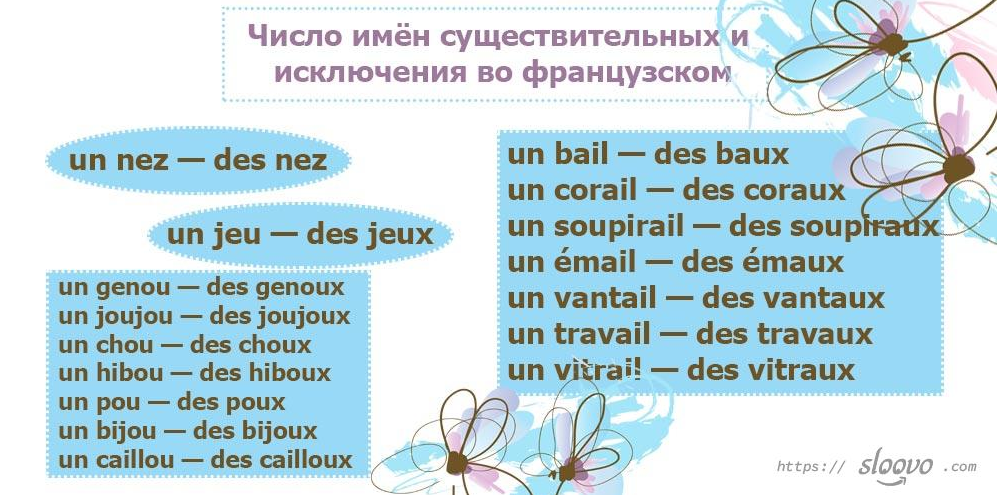 Число имён существительных и
исключения во французском
un nez — des nez
un jeu — des jeux
un genou — des genoux
un joujou — des joujoux
un chou — des choux
un hibou — des hiboux
un pou — des poux
un bijou — des bijoux
un caillou — des cailloux
un bail — des baux
un corail — des coraux
un soupirail — des soupiraux
un émail — des émaux
un vantail — des vantaux
un travail — des travaux
un vitrail — des vitraux
https:// sloovo .com